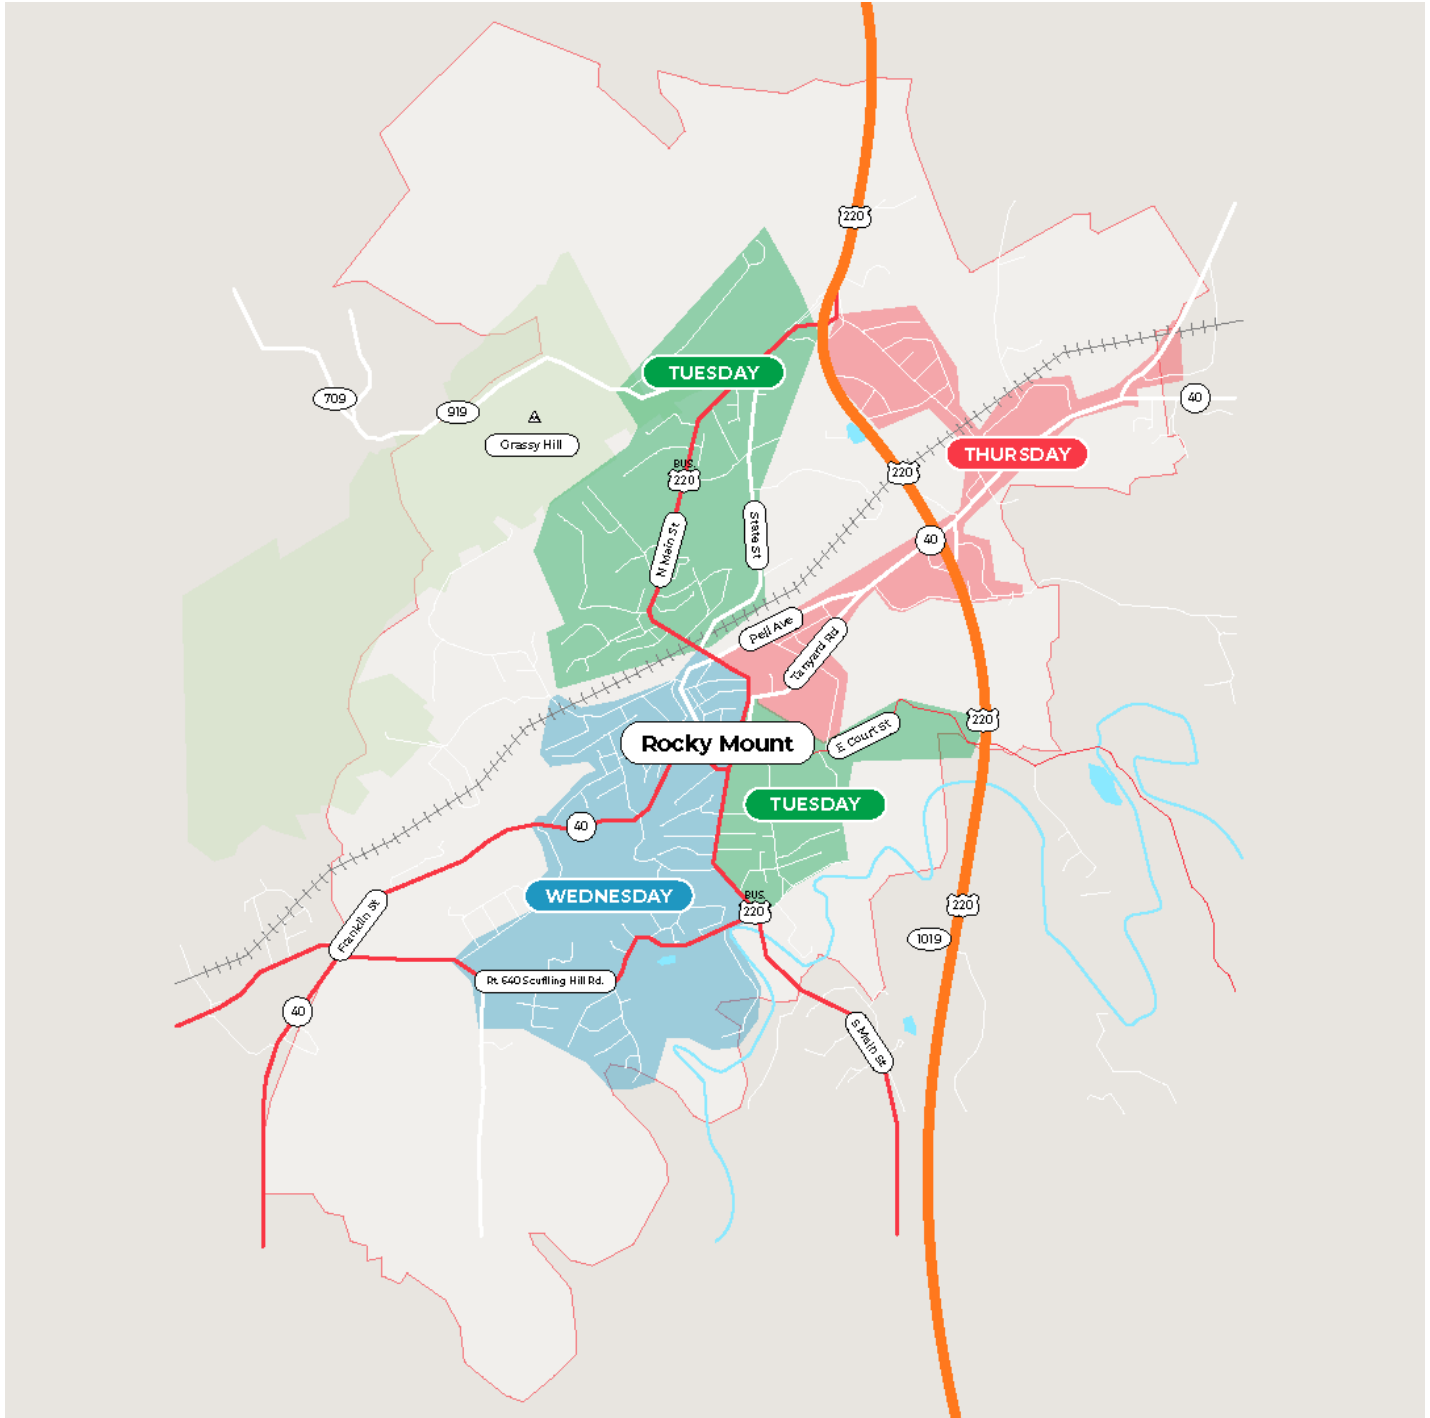 220
TUESDAY
709
919
40
Grassy Hill
THURSDAY
BUS.
220
220
State St
N Main St
40
Pell Ave
Tanyard Rd
220
E Court St
Rocky Mount
TUESDAY
40
WEDNESDAY
BUS.
220
220
Franklin St
1019
Rt. 640 Scuffling Hill Rd.
40
S Main St